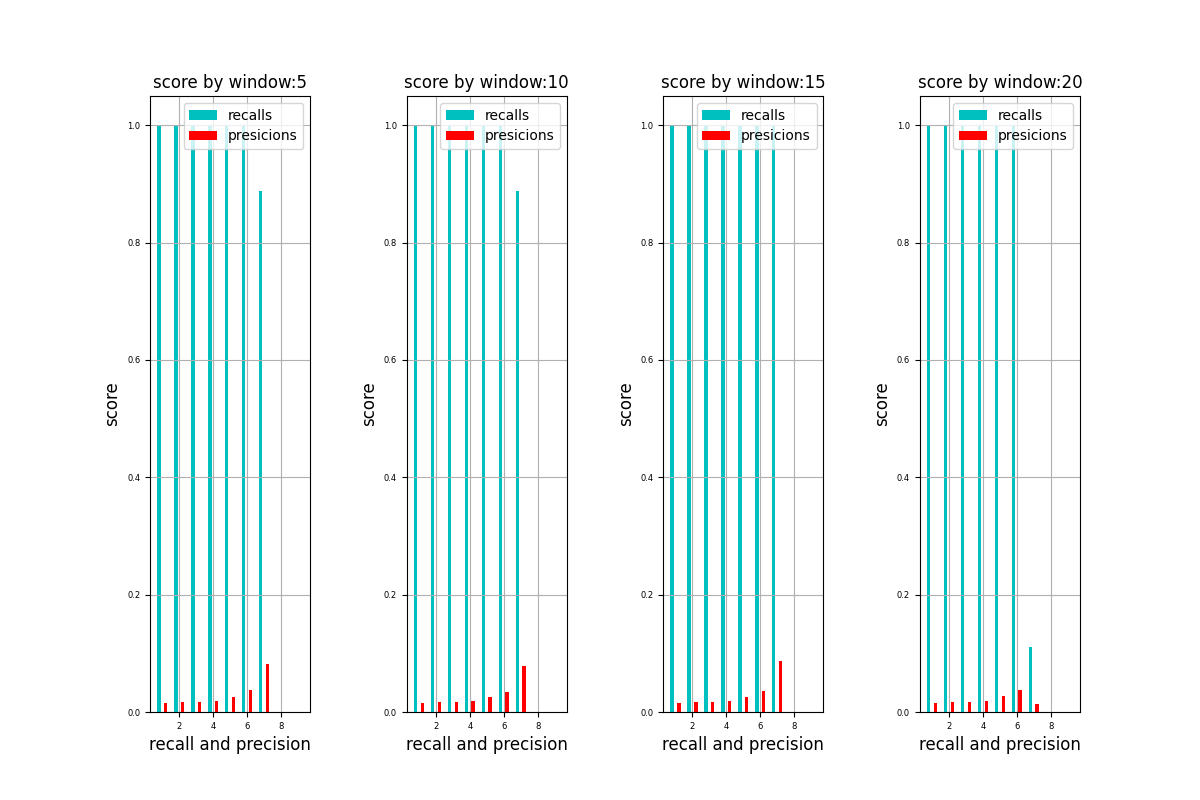 score by window:5
recalls
presicions
1.0
0.8
0.6
0.4
0.2
0.0
score
2 4 6 8
recall and precision
score by window:10
recalls
presicions
1.0
0.8
0.6
0.4
0.2
0.0
score
2 4 6 8
recall and precision
score by window:15
recalls
presicions
1.0
0.8
0.6
0.4
0.2
0.0
score
2 4 6 8
recall and precision
score by window:20
recalls
presicions
1.0
0.8
0.6
0.4
0.2
0.0
score
2 4 6 8
recall and precision